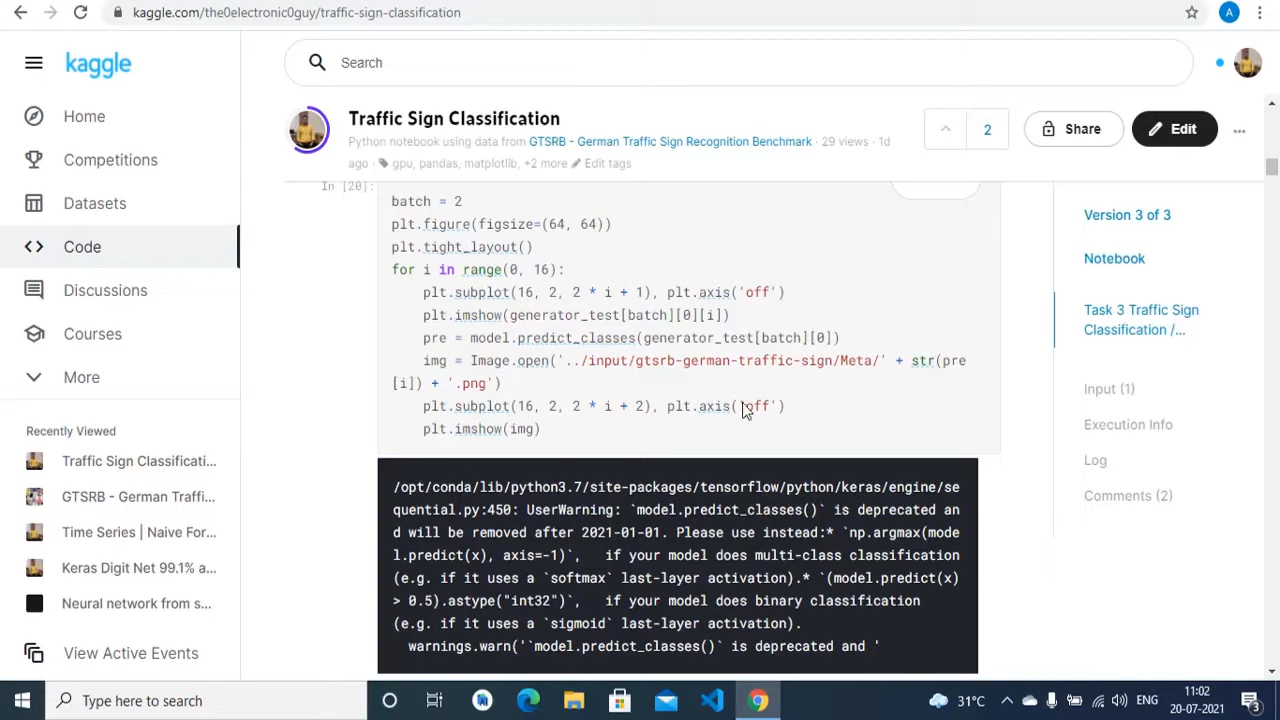 kaggle.com/the0electronic0guy/traffic-sign-classification
A
kaggle
Search
Home
Competitions
Datasets
Code
Discussions
Courses
More
Recently Viewed
Traffic Sign Classificati...
GTSRB - German Traffi...
Time Series | Naive For...
Keras Digit Net 99.1% a...
Neural network from s...
View Active Events
Traffic Sign Classification
Python notebook using data from GTSRB - German Traffic Sign Recognition Benchmark · 29 views · 1d
ago · gpu, pandas, matplotlib, +2 more Edit tags
2
Share
Edit
In [20]:
batch = 2
plt.figure(figsize=(64, 64))
plt.tight_layout()
for i in range(0, 16):
    plt.subplot(16, 2, 2 * i + 1), plt.axis('off')
    plt.imshow(generator_test[batch][0][i])
    pre = model.predict_classes(generator_test[batch][0])
    img = Image.open('../input/gtsrb-german-traffic-sign/Meta/' + str(pre
[i]) + '.png')
    plt.subplot(16, 2, 2 * i + 2), plt.axis('off')
    plt.imshow(img)
/opt/conda/lib/python3.7/site-packages/tensorflow/python/keras/engine/se
quential.py:450: UserWarning: `model.predict_classes()` is deprecated an
d will be removed after 2021-01-01. Please use instead:* `np.argmax(mode
l.predict(x), axis=-1)`,   if your model does multi-class classification
(e.g. if it uses a `softmax` last-layer activation).* `(model.predict(x)
> 0.5).astype("int32")`,   if your model does binary classification
(e.g. if it uses a `sigmoid` last-layer activation).
  warnings.warn('`model.predict_classes()` is deprecated and '
Version 3 of 3
Notebook
Task 3 Traffic Sign
Classification /...
Input (1)
Execution Info
Log
Comments (2)
Type here to search
31°C
ENG
11:02
20-07-2021
3